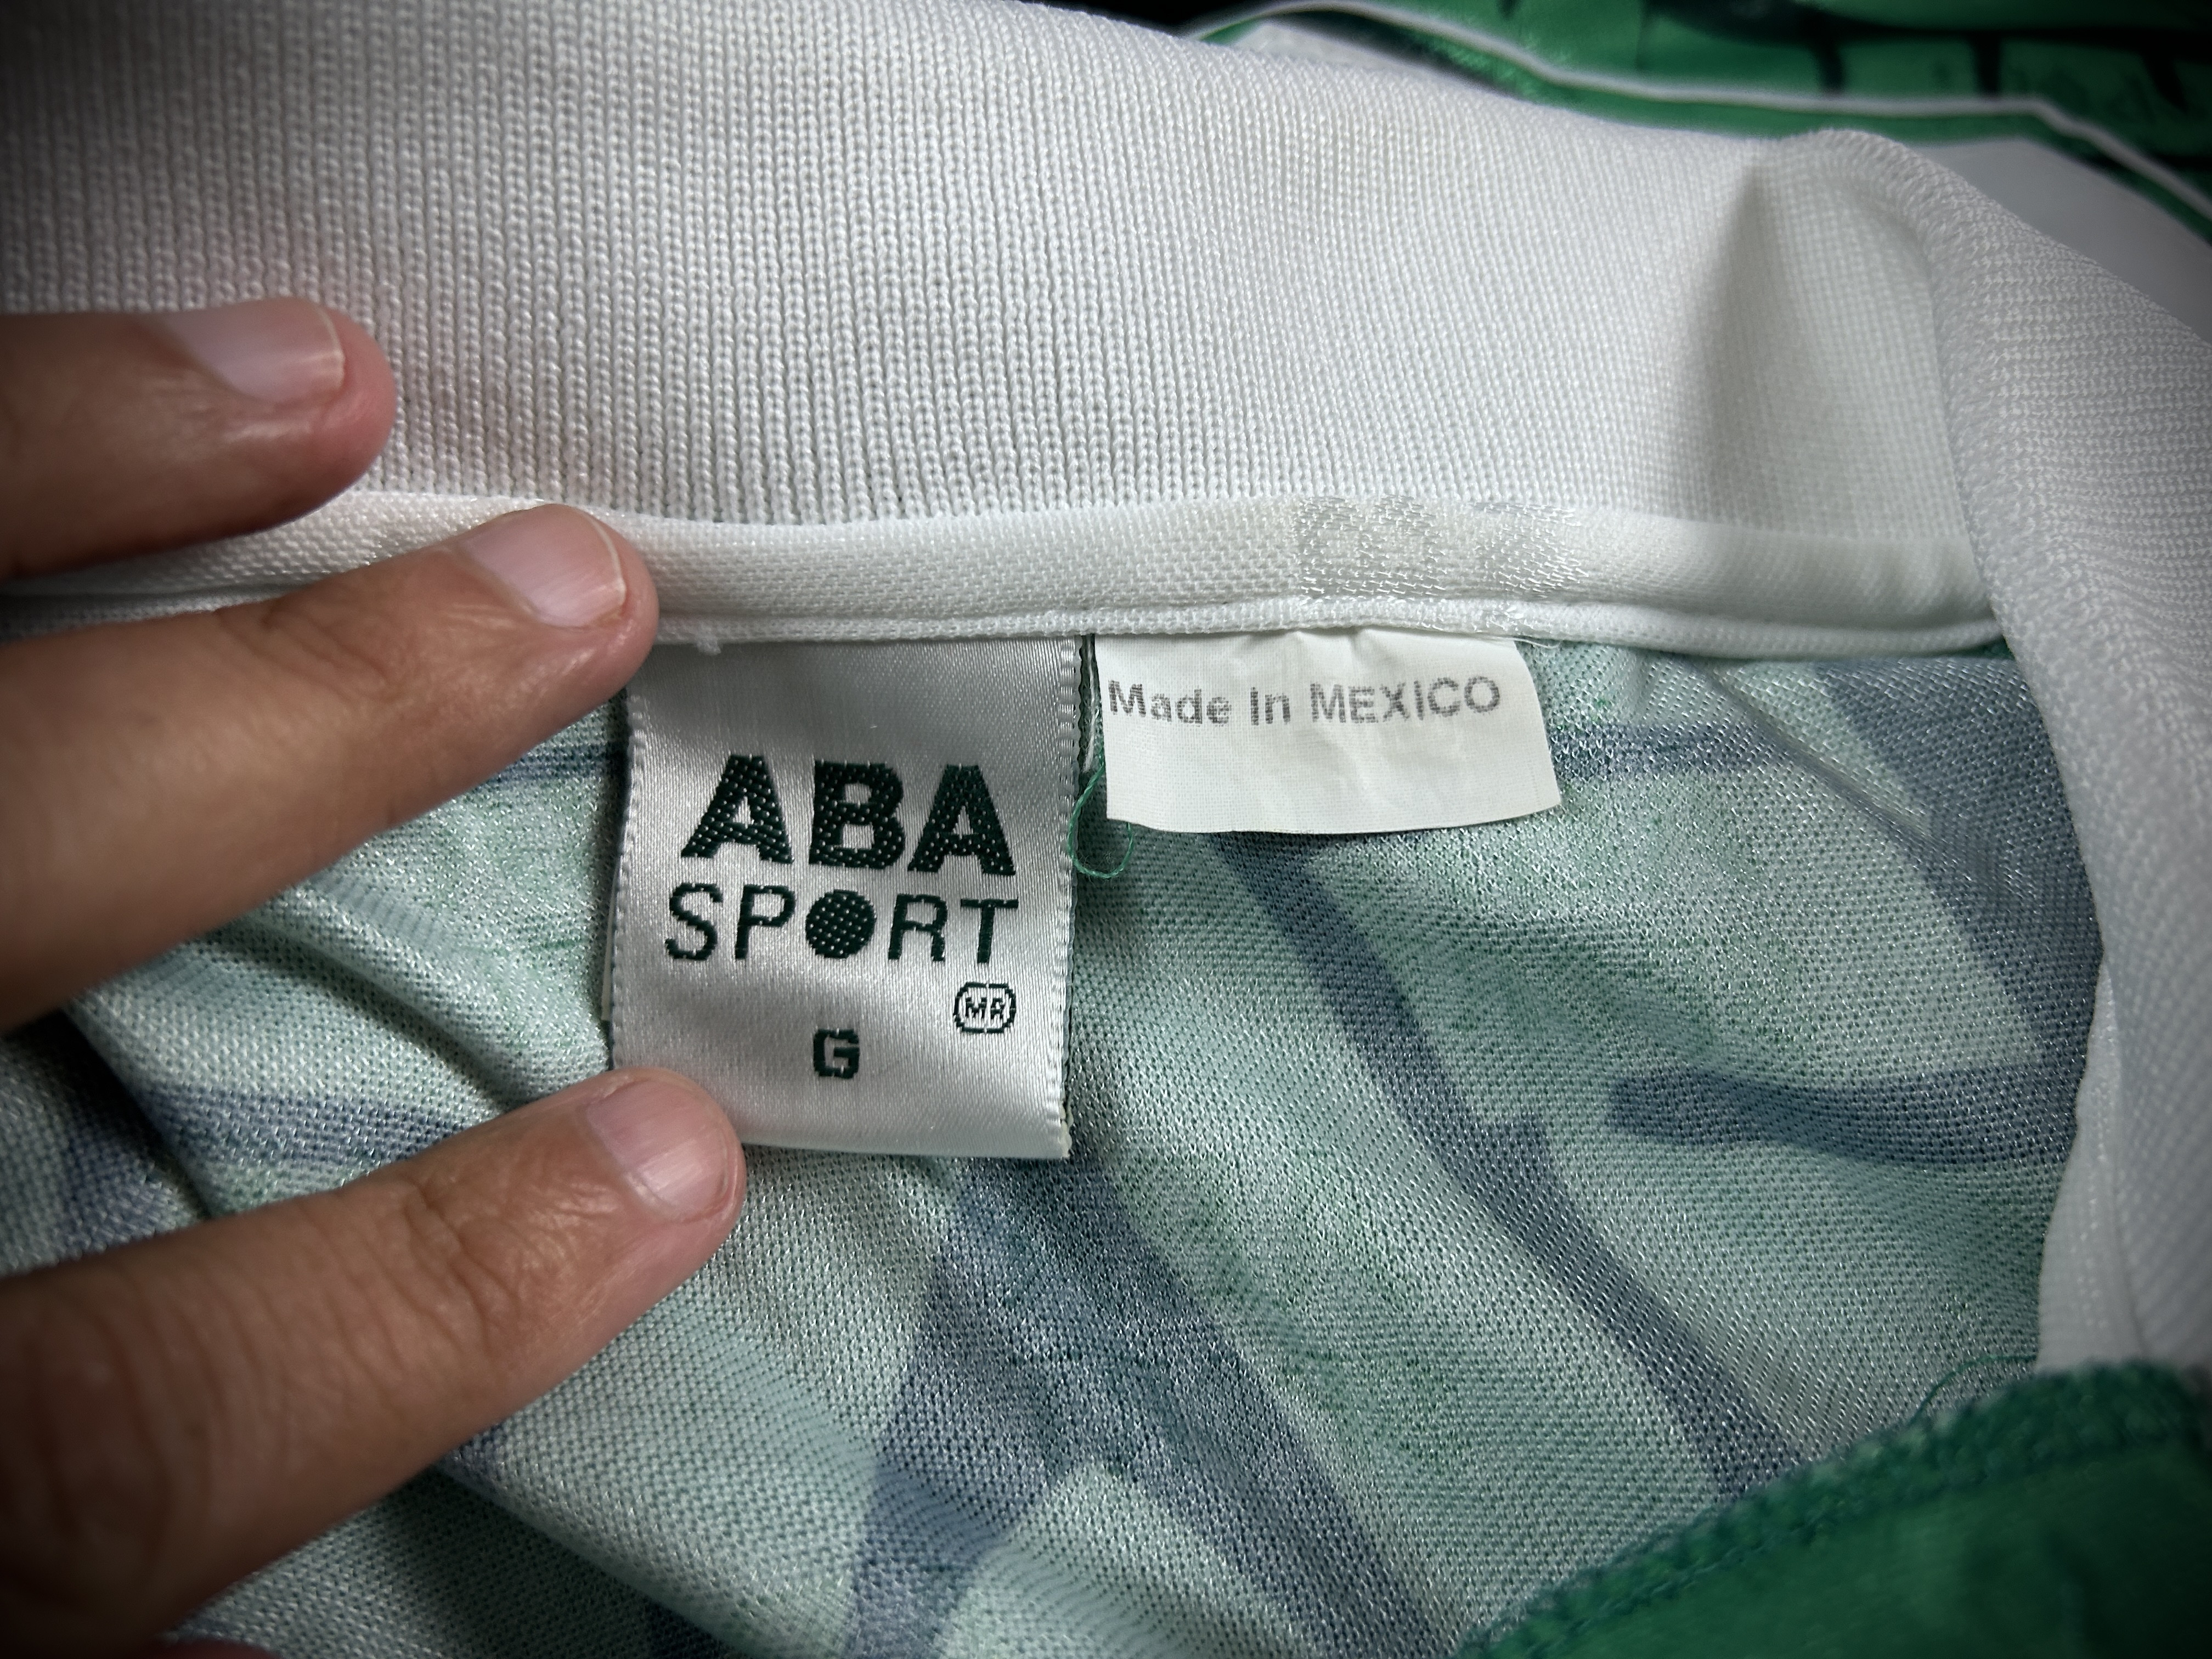 Made In MEXICO
ABA
SPORT
MR
G